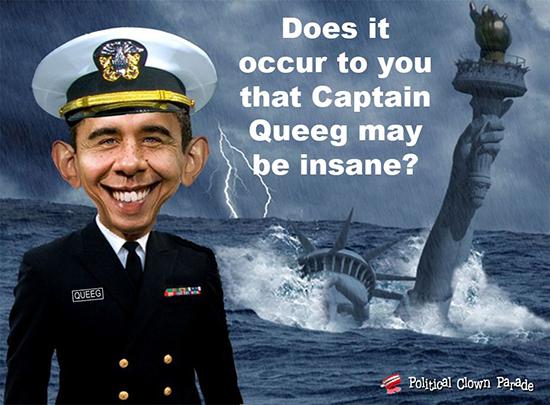 Does it
occur to you
that Captain
Queeg may
be insane?
QUEEG
Political Clown Parade